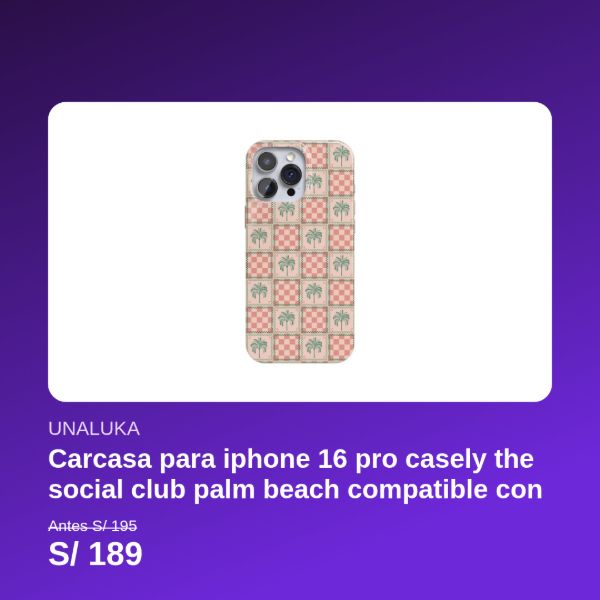 UNALUKA
Carcasa para iphone 16 pro casely the
social club palm beach compatible con
Antes S/ 195
S/ 189